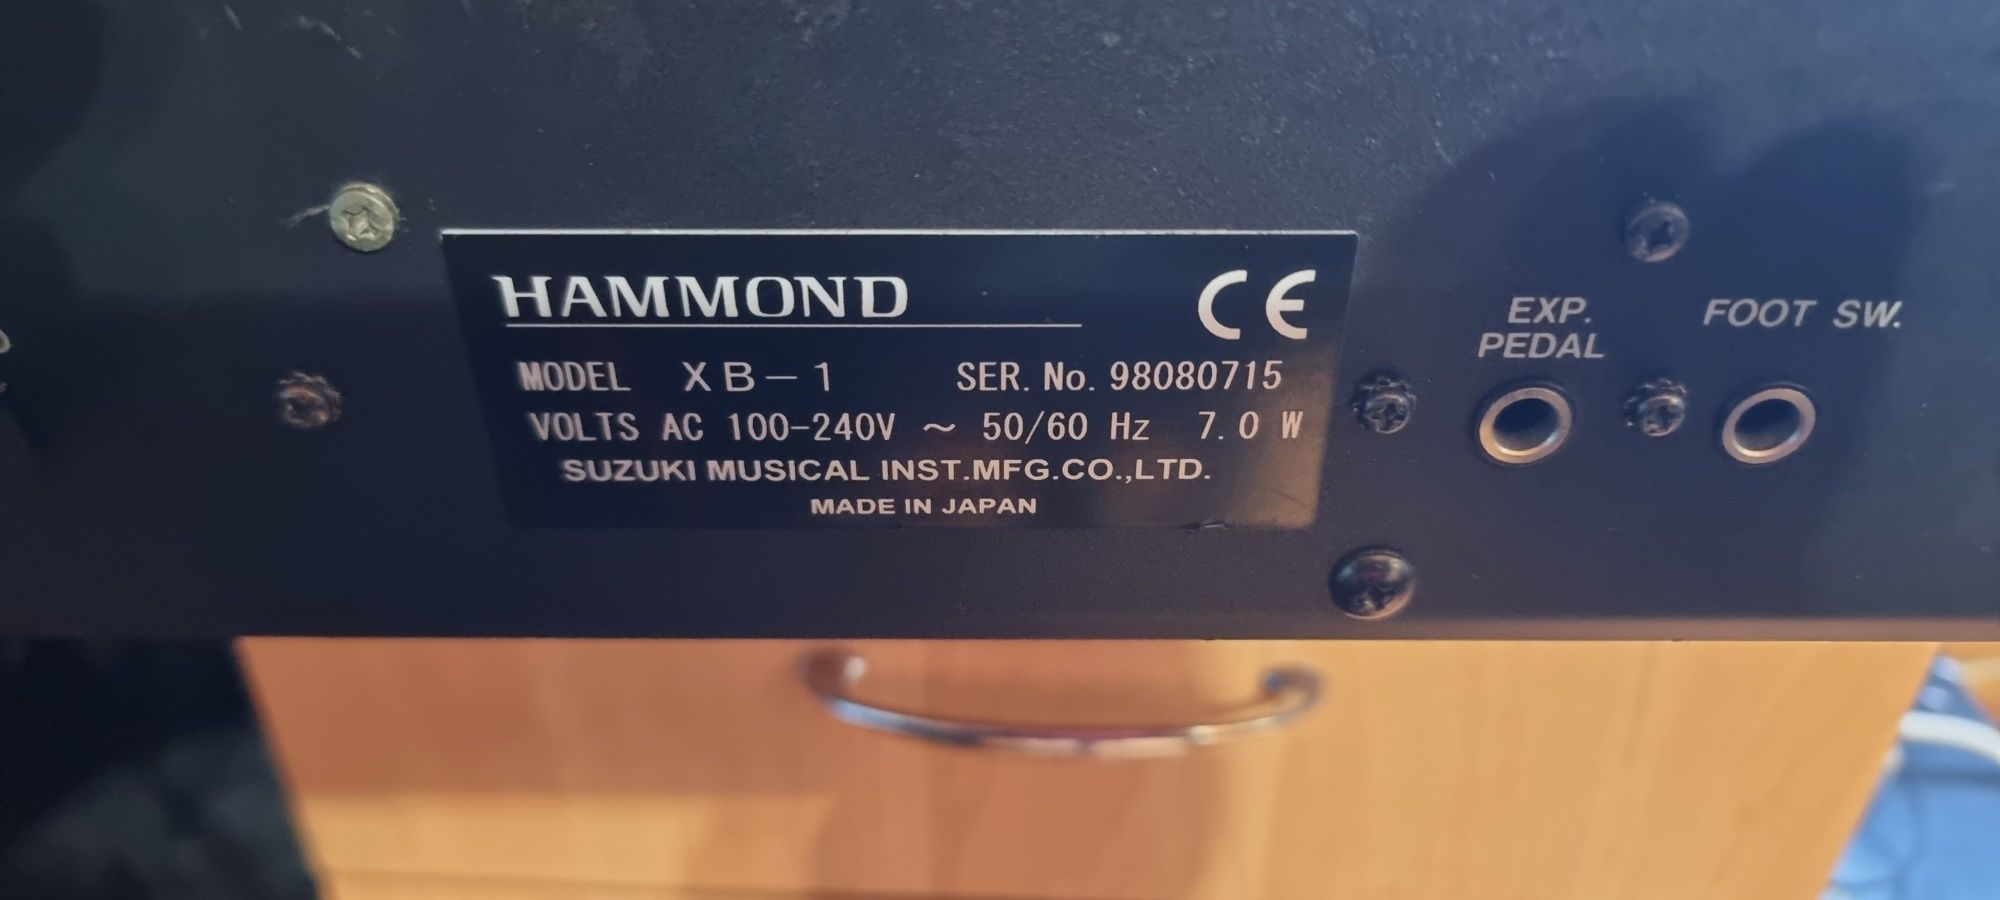 HAMMOND CE
MODEL XB-1 SER. No. 98080715
VOLTS AC 100-240V ~ 50/60 Hz 7.0 W
SUZUKI MUSICAL INST.MFG.CO.,LTD.
MADE IN JAPAN
EXP.
PEDAL
FOOT SW.